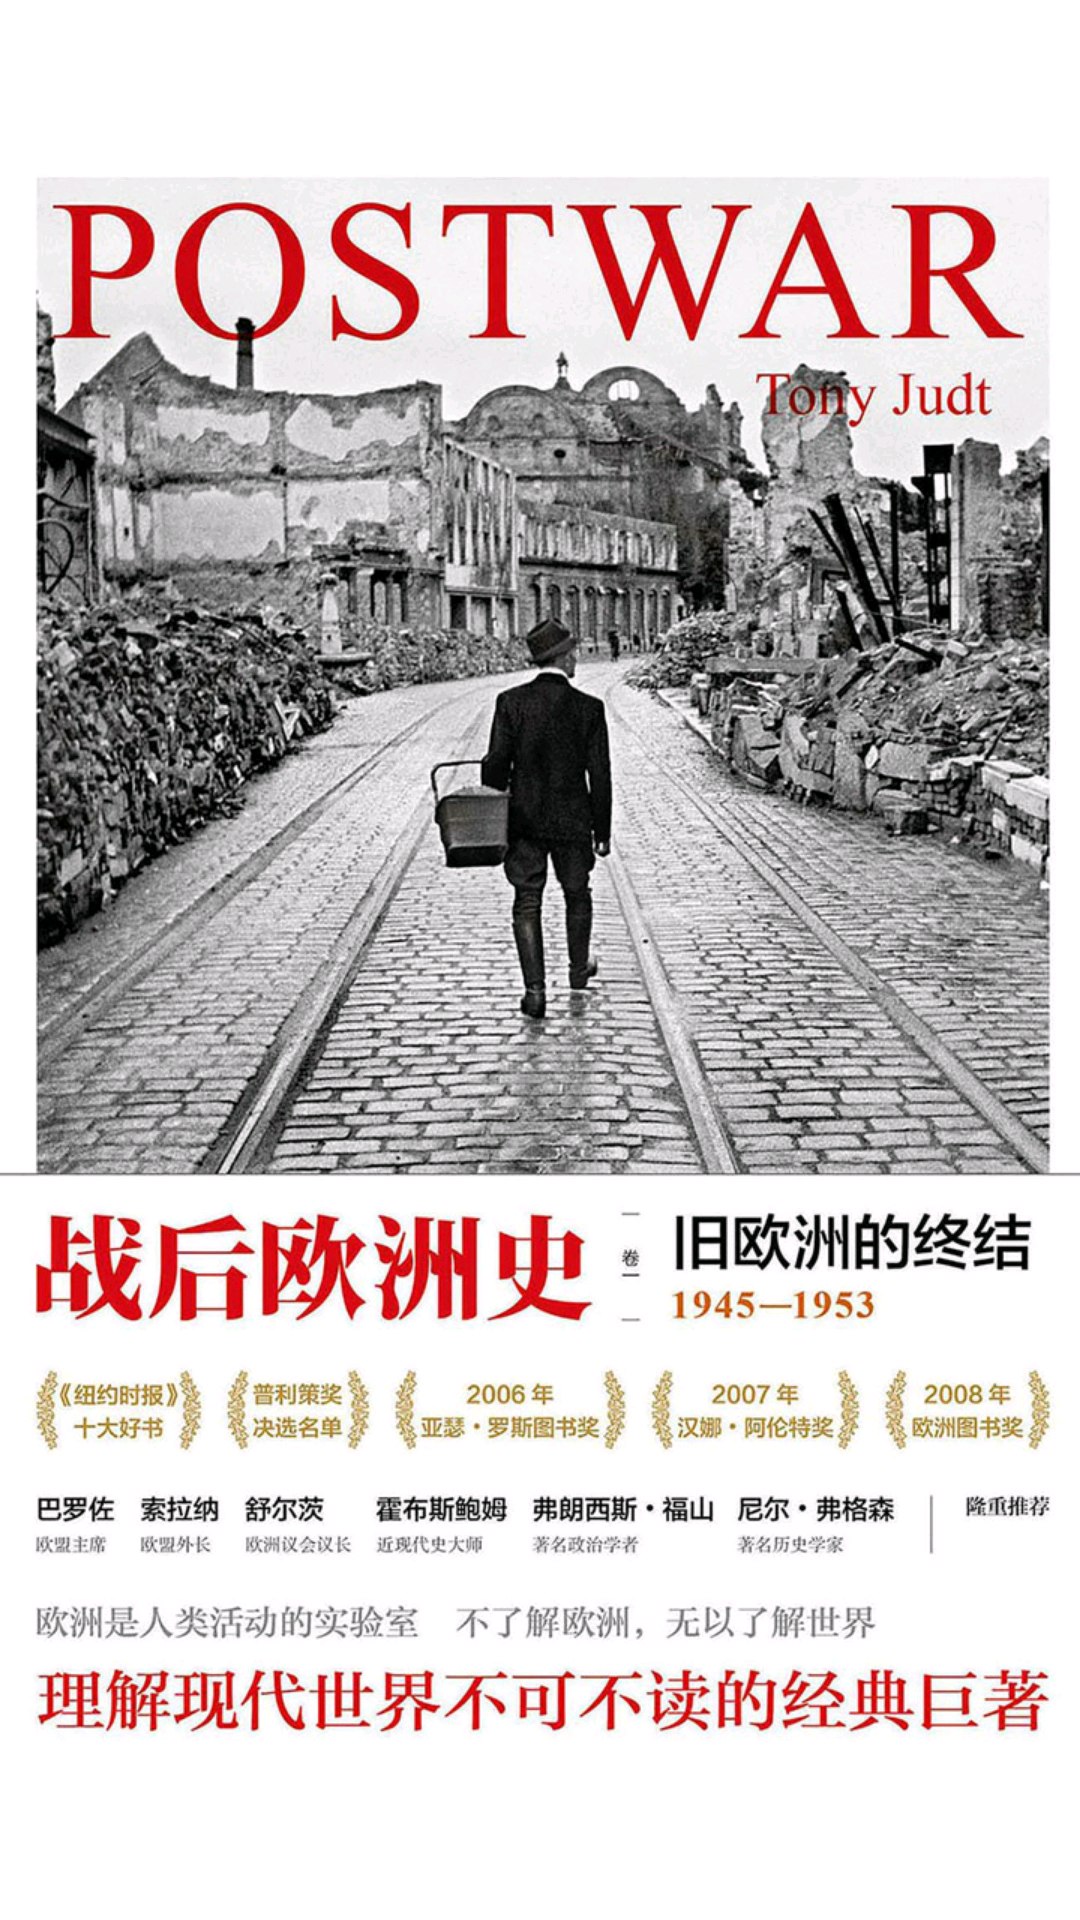 POSTWAR
Tony Judt
战后欧洲史
卷一
旧欧洲的终结
1945—1953
《纽约时报》
十大好书
普利策奖
决选名单
2006年
亚瑟·罗斯图书奖
2007年
汉娜·阿伦特奖
2008年
欧洲图书奖
巴罗佐 索拉纳 舒尔茨 霍布斯鲍姆 弗朗西斯·福山 尼尔·弗格森 隆重推荐
欧盟主席 欧盟外长 欧洲议会议长 近现代史大师 著名政治学者 著名历史学家
欧洲是人类活动的实验室 不了解欧洲，无以了解世界
理解现代世界不可不读的经典巨著